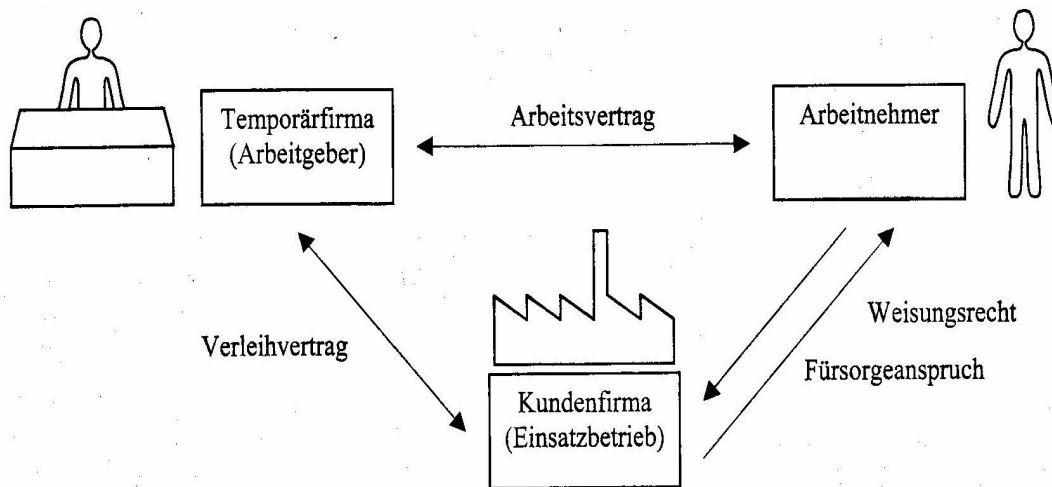 Temporärfirma
(Arbeitgeber)
Arbeitsvertrag
Arbeitnehmer
Verleihvertrag
Weisungsrecht
Fürsorgeanspruch
Kundenfirma
(Einsatzbetrieb)